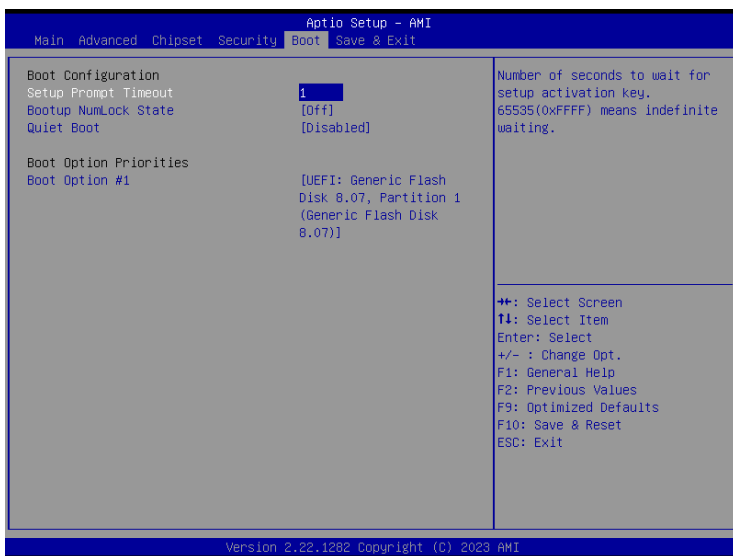 Aptio Setup – AMI
Main Advanced Chipset Security Boot Save & Exit
Boot Configuration
Setup Prompt Timeout 1
Bootup NumLock State [Off]
Quiet Boot [Disabled]
Boot Option Priorities
Boot Option #1 [UEFI: Generic Flash
Disk 8.07, Partition 1
(Generic Flash Disk
8.07)]
Number of seconds to wait for
setup activation key.
65535(0xFFFF) means indefinite
waiting.
→←: Select Screen
↑↓: Select Item
Enter: Select
+/- : Change Opt.
F1: General Help
F2: Previous Values
F9: Optimized Defaults
F10: Save & Reset
ESC: Exit
Version 2.22.1282 Copyright (C) 2023 AMI